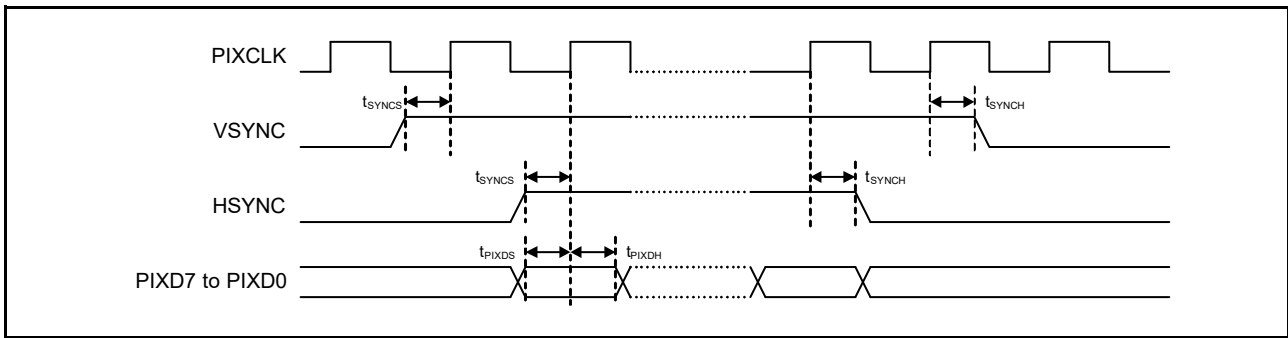 PIXCLK
tSYNCS
tSYNCH
VSYNC
tSYNCS
tSYNCH
HSYNC
tPIXDS
tPIXDH
PIXD7 to PIXD0